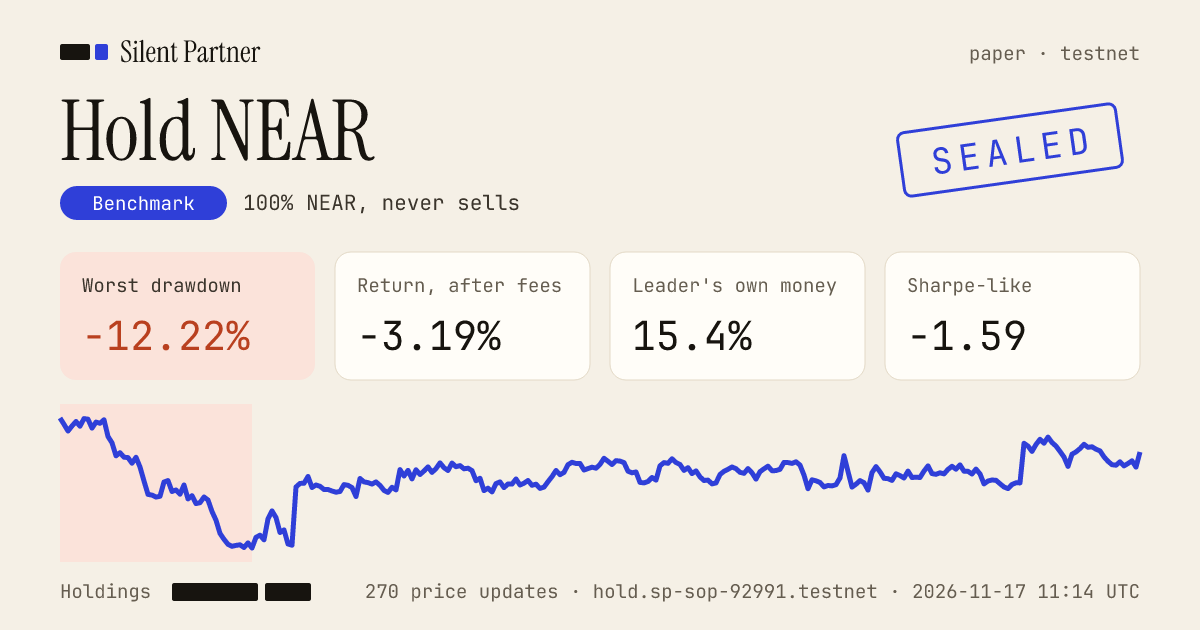 Silent Partner
paper · testnet
Hold NEAR
SEALED
Benchmark
100% NEAR, never sells
Worst drawdown
-12.22%
Return, after fees
-3.19%
Leader's own money
15.4%
Sharpe-like
-1.59
Holdings
270 price updates · hold.sp-sop-92991.testnet · 2026-11-17 11:14 UTC